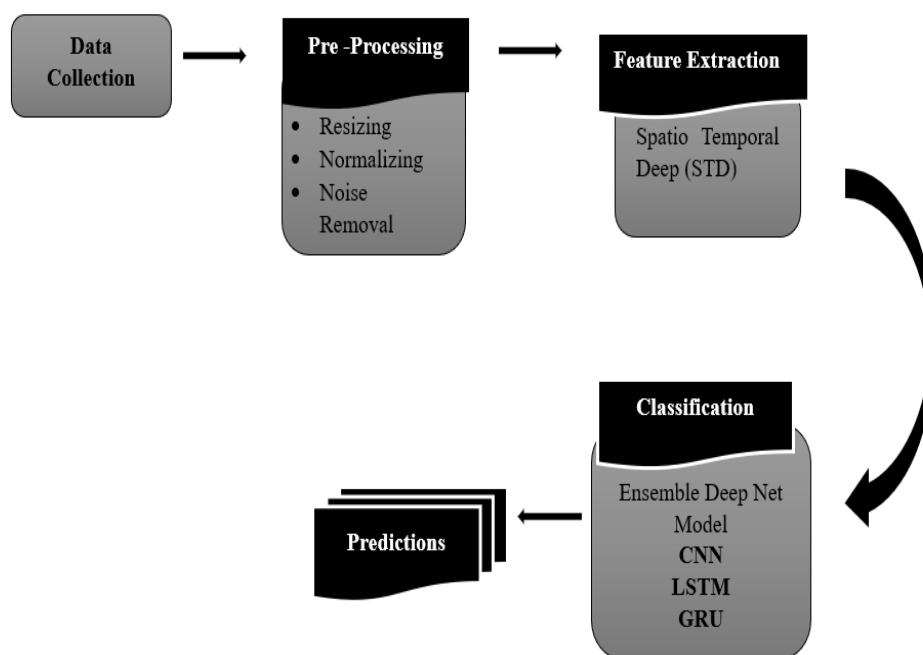 Data
Collection
Pre -Processing
• Resizing
• Normalizing
• Noise
Removal
Feature Extraction
Spatio Temporal
Deep (STD)
Classification
Ensemble Deep Net
Model
CNN
LSTM
GRU
Predictions